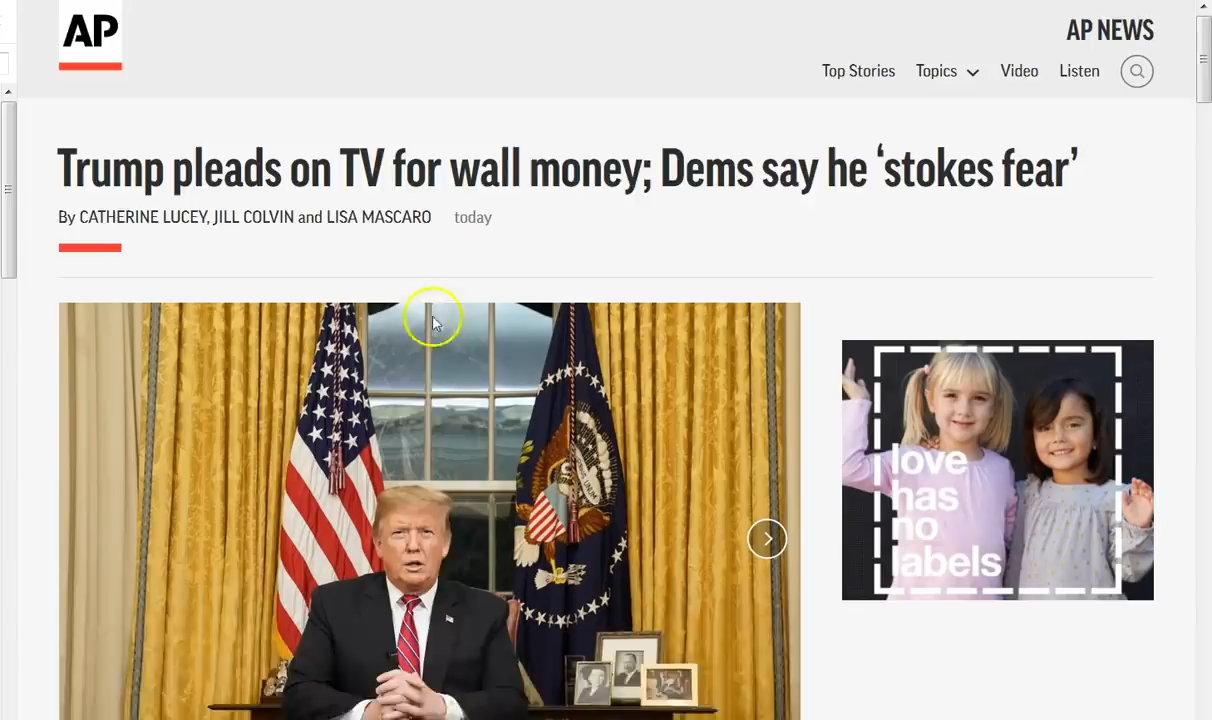 AP
AP NEWS
Top Stories Topics Video Listen
Trump pleads on TV for wall money; Dems say he ‘stokes fear’
By CATHERINE LUCEY, JILL COLVIN and LISA MASCARO today
love
has
no
labels